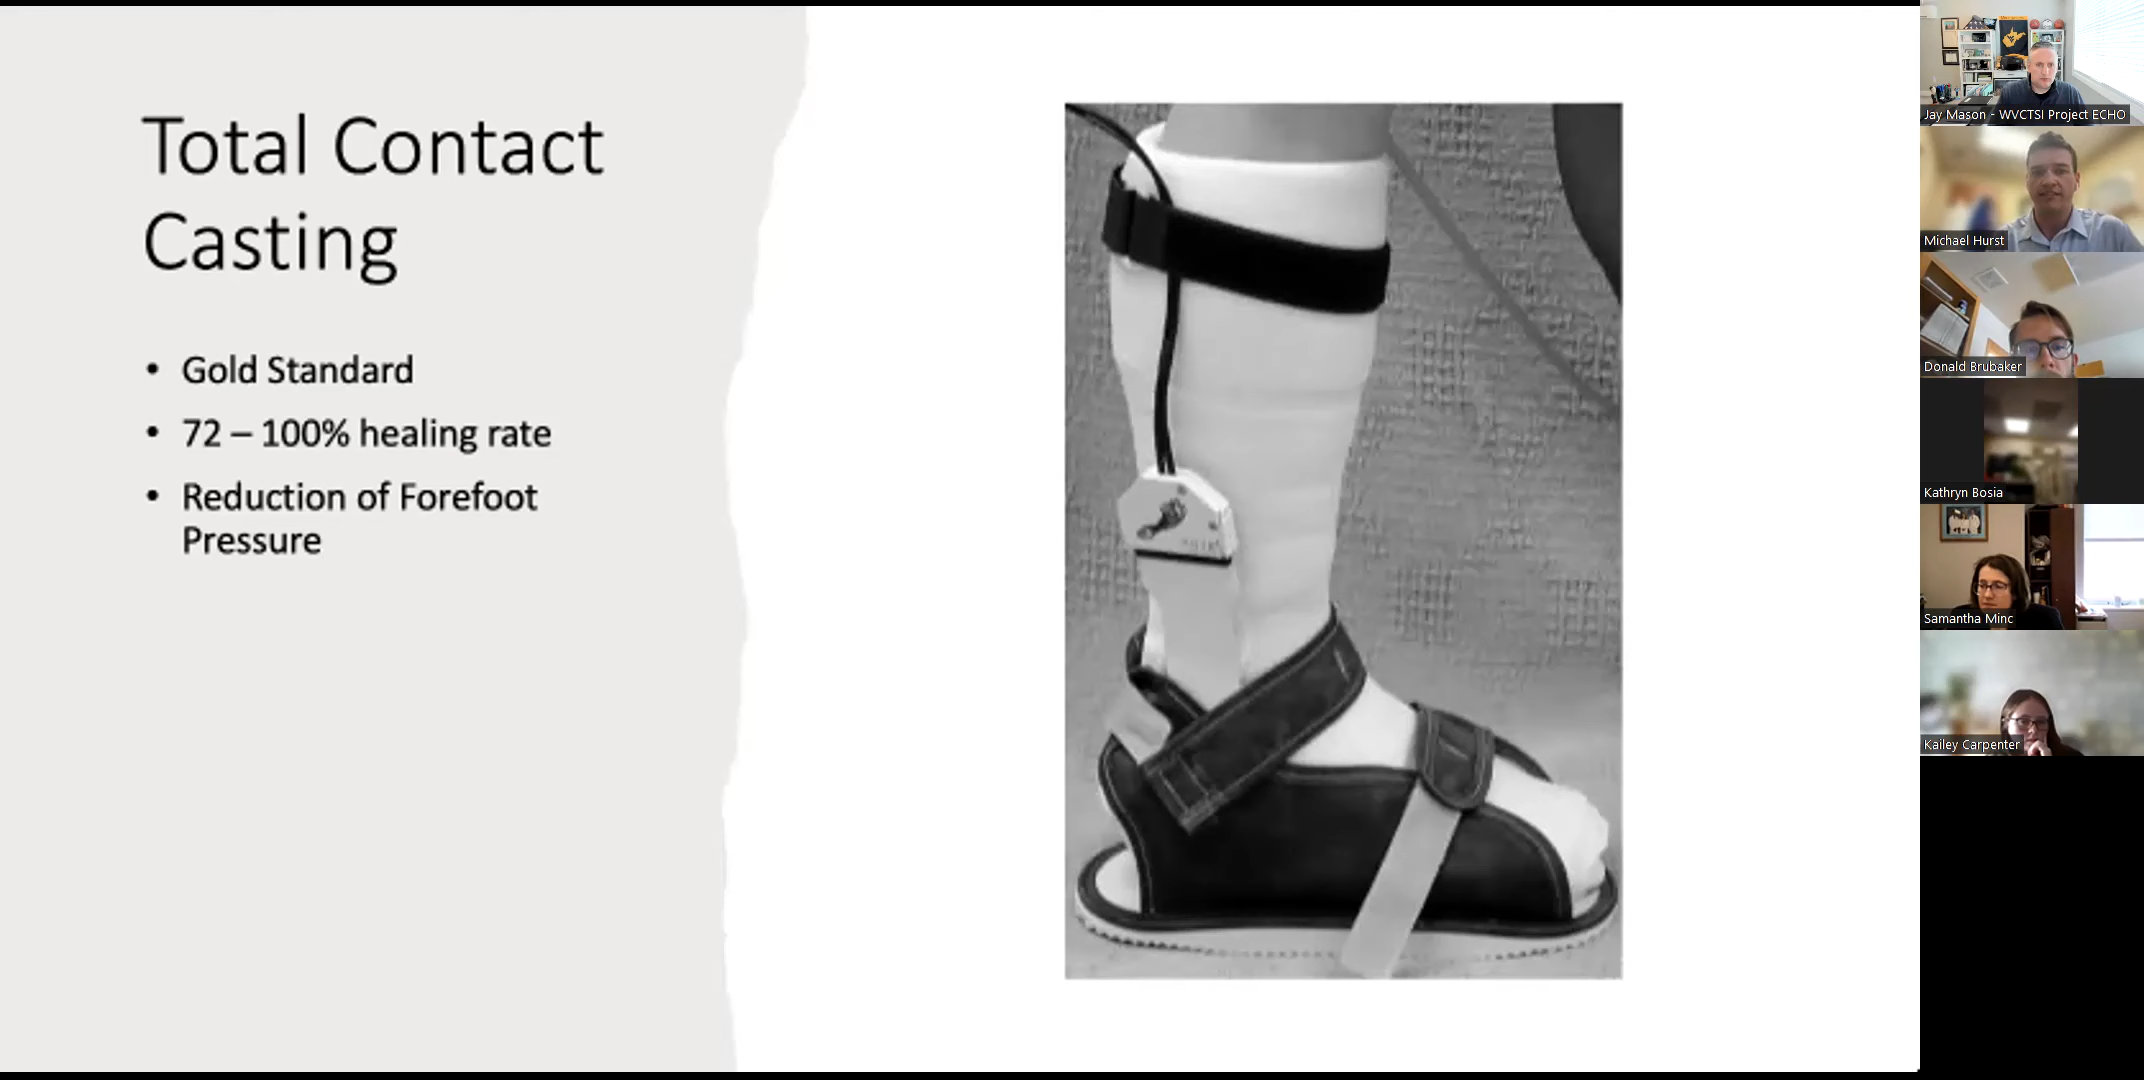 Total Contact
Casting
• Gold Standard
• 72 – 100% healing rate
• Reduction of Forefoot
Pressure
Jay Mason - WVCTSI Project ECHO
Michael Hurst
Donald Brubaker
Kathryn Bosia
Samantha Minc
Kailey Carpenter